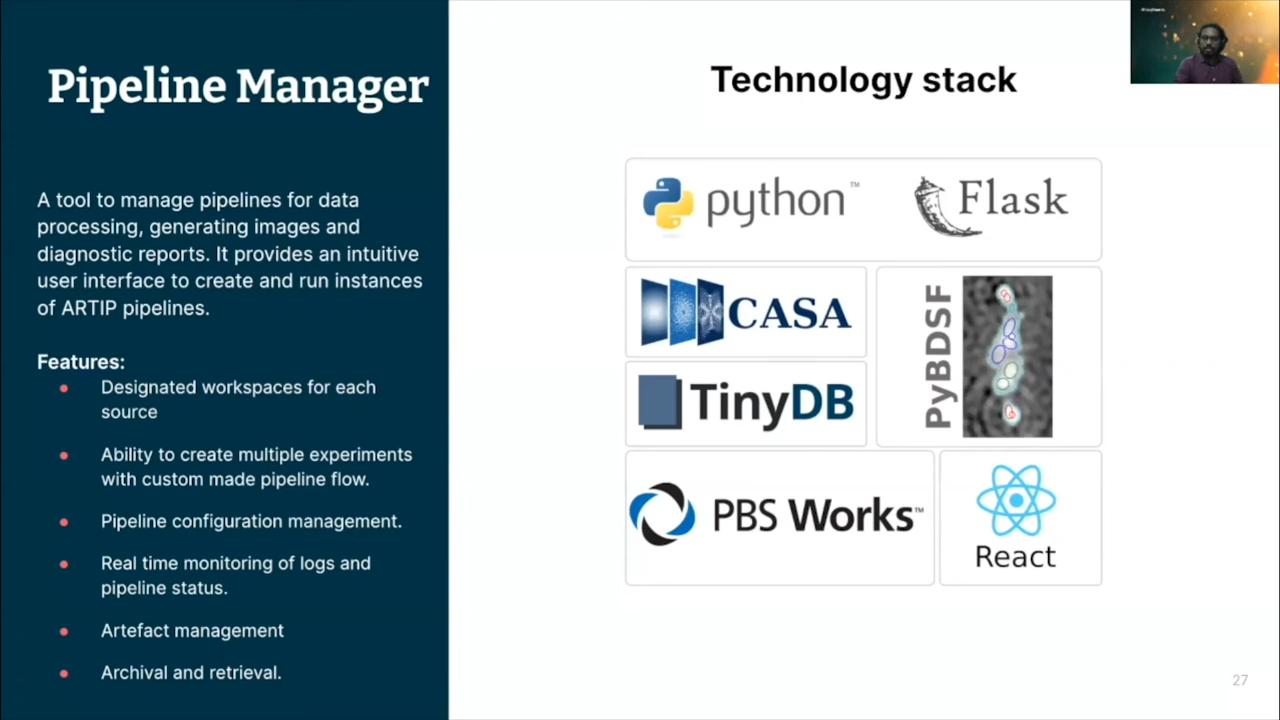 Pipeline Manager
A tool to manage pipelines for data
processing, generating images and
diagnostic reports. It provides an intuitive
user interface to create and run instances
of ARTIP pipelines.
Features:
Designated workspaces for each
source
Ability to create multiple experiments
with custom made pipeline flow.
Pipeline configuration management.
Real time monitoring of logs and
pipeline status.
Artefact management
Archival and retrieval.
Technology stack
python™
Flask
CASA
PyBDSF
TinyDB
PBS Works™
React
27